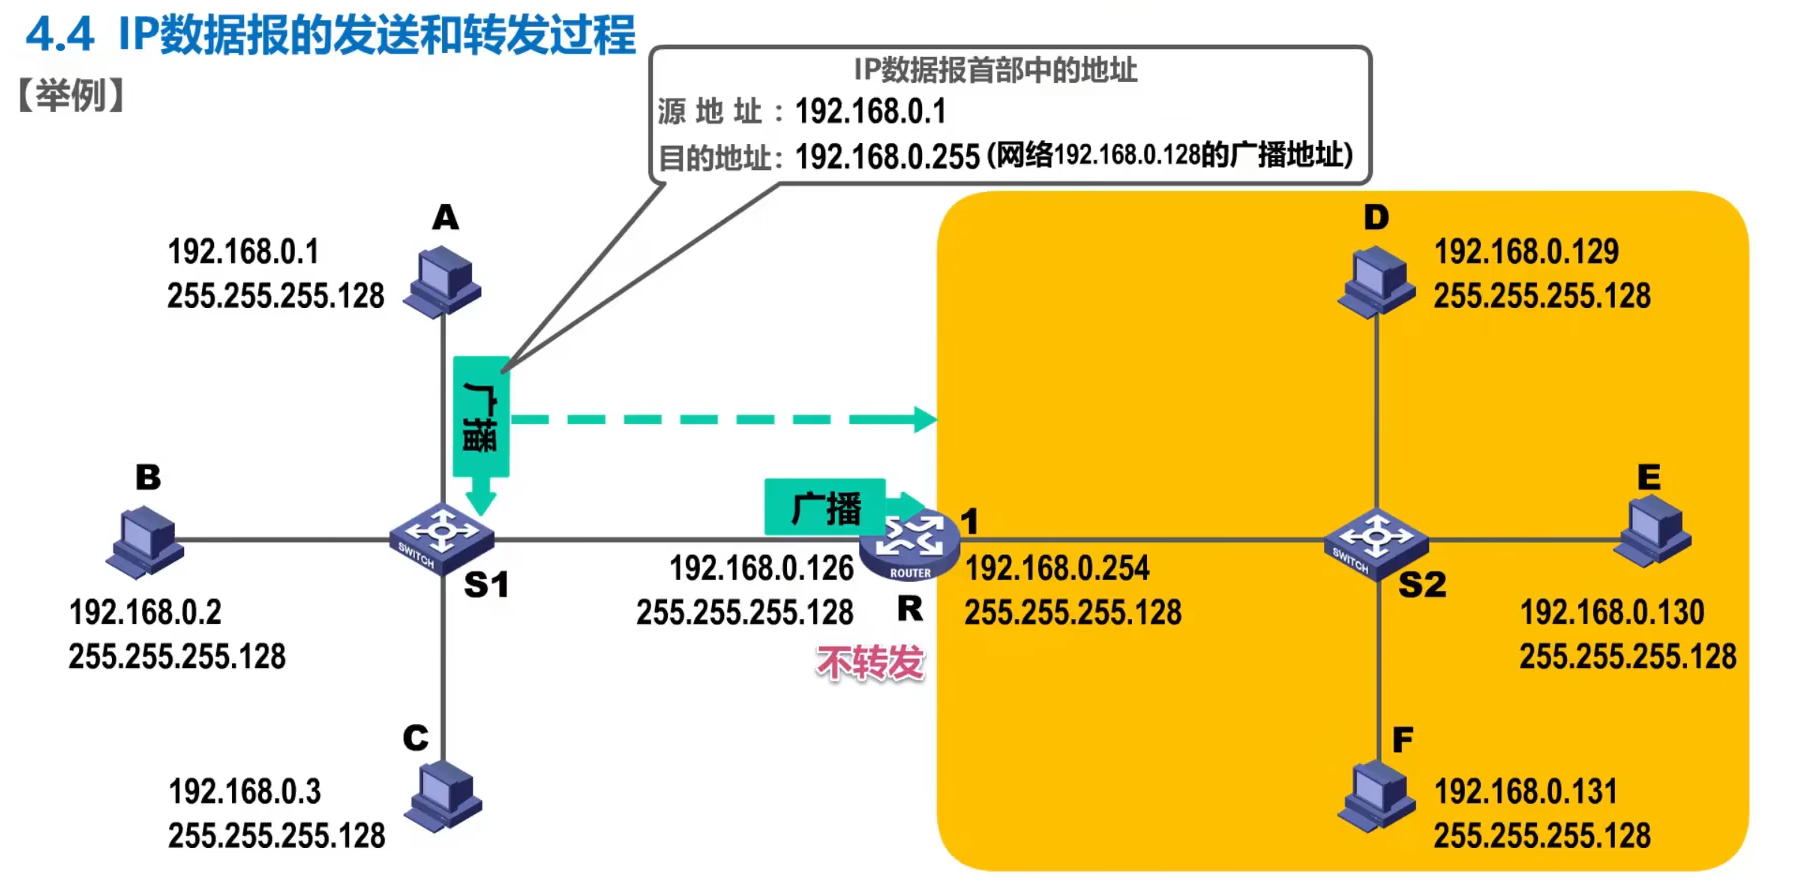 4.4 IP数据报的发送和转发过程
【举例】
IP数据报首部中的地址
源地址：192.168.0.1
目的地址：192.168.0.255 (网络192.168.0.128的广播地址)
A
192.168.0.1
255.255.255.128
D
192.168.0.129
255.255.255.128
广播
B
192.168.0.2
255.255.255.128
SWITCH
S1
广播
1
ROUTER
R
192.168.0.126
255.255.255.128
192.168.0.254
255.255.255.128
不转发
SWITCH
S2
E
192.168.0.130
255.255.255.128
C
192.168.0.3
255.255.255.128
F
192.168.0.131
255.255.255.128